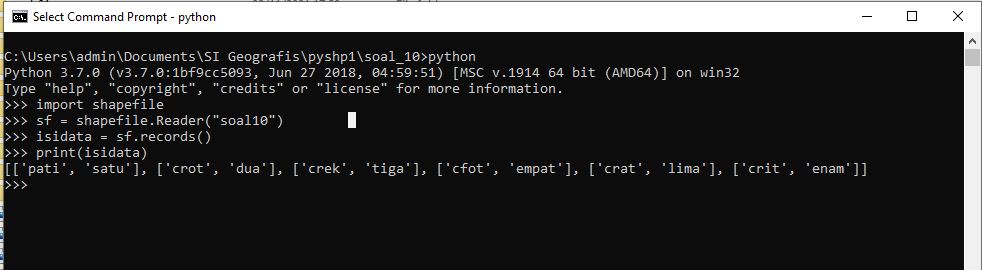 Select Command Prompt - python
C:\Users\admin\Documents\SI Geografis\pyshp1\soal_10>python
Python 3.7.0 (v3.7.0:1bf9cc5093, Jun 27 2018, 04:59:51) [MSC v.1914 64 bit (AMD64)] on win32
Type "help", "copyright", "credits" or "license" for more information.
>>> import shapefile
>>> sf = shapefile.Reader("soal10")
>>> isidata = sf.records()
>>> print(isidata)
[['pati', 'satu'], ['crot', 'dua'], ['crek', 'tiga'], ['cfot', 'empat'], ['crat', 'lima'], ['crit', 'enam']]
>>>